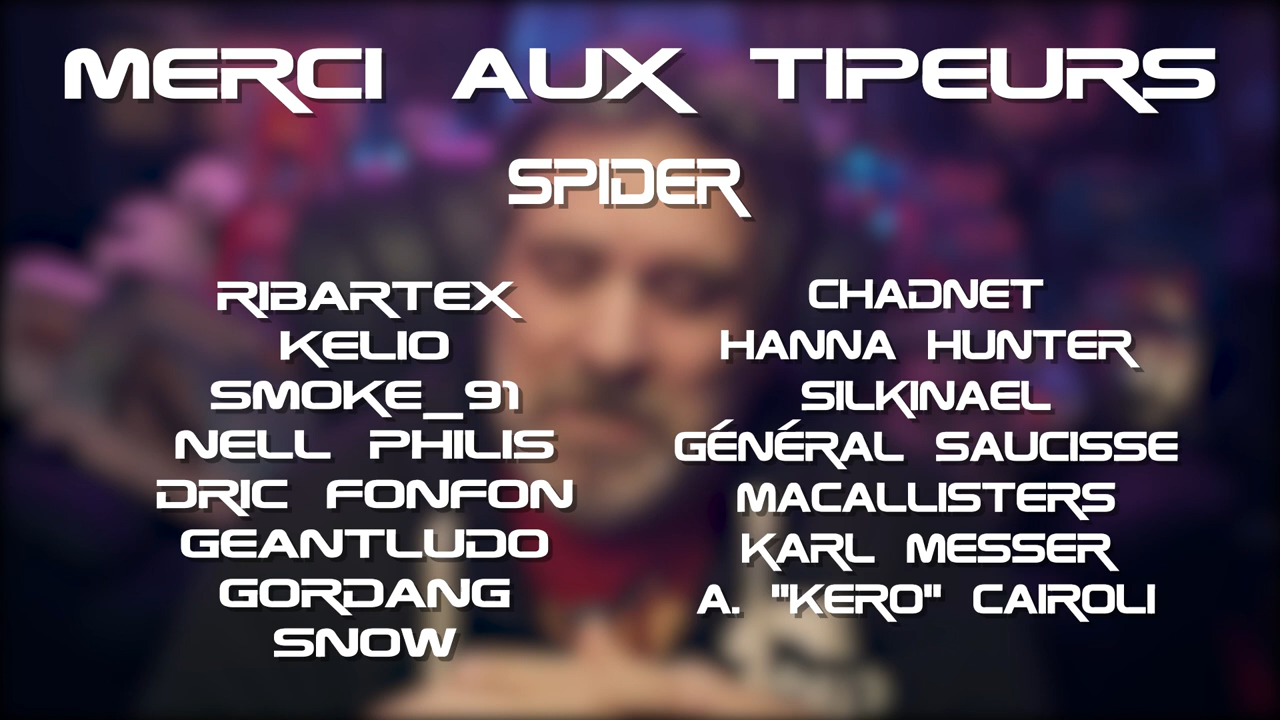 MERCI AUX TIPEURS
SPIDER
RIBARTEX
KELIO
SMOKE_91
NELL PHILIS
DRIC FONFON
GEANTLUDO
GORDANG
SNOW
CHADNET
HANNA HUNTER
SILKINAEL
GÉNÉRAL SAUCISSE
MACALLISTERS
KARL MESSER
A. "KERO" CAIROLI